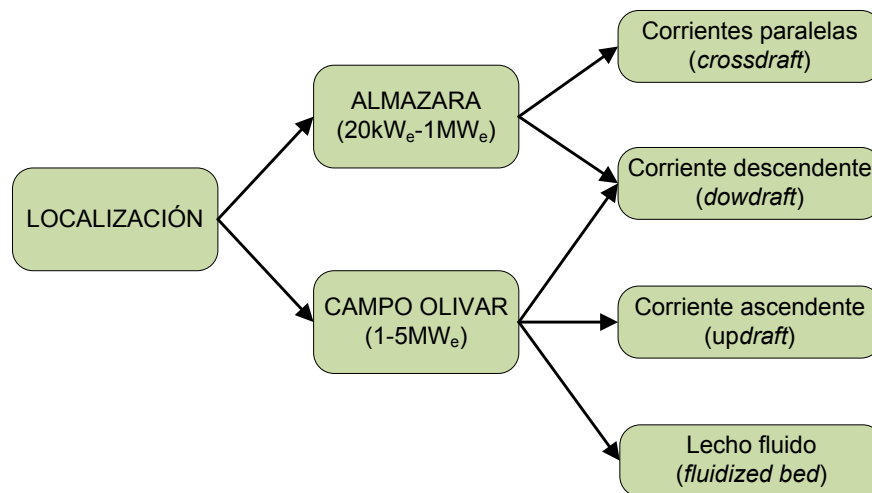 LOCALIZACIÓN
ALMAZARA
(20kWe-1MWe)
CAMPO OLIVAR
(1-5MWe)
Corrientes paralelas
(crossdraft)
Corriente descendente
(dowdraft)
Corriente ascendente
(updraft)
Lecho fluido
(fluidized bed)